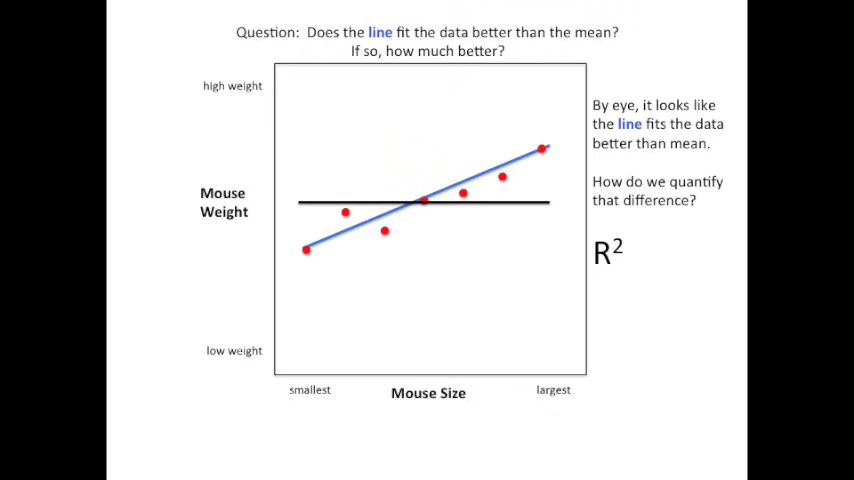 Question: Does the line fit the data better than the mean?
If so, how much better?
high weight
By eye, it looks like
the line fits the data
better than mean.
How do we quantify
that difference?
Mouse
Weight
R²
low weight
smallest
Mouse Size
largest